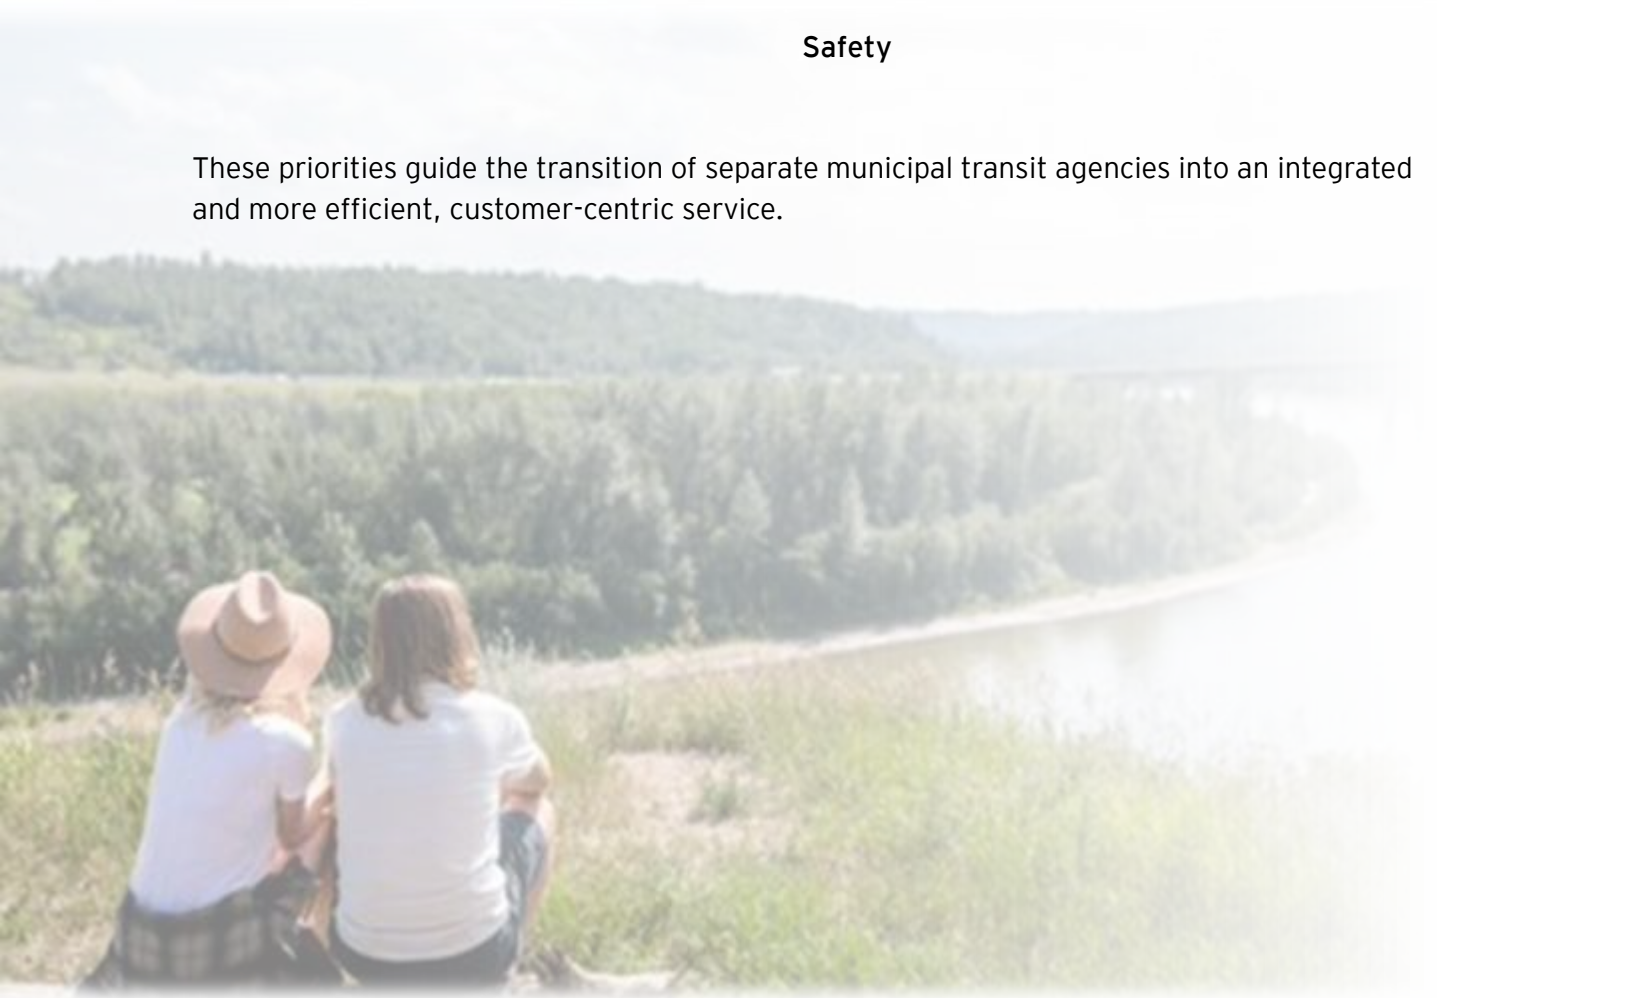 Safety
These priorities guide the transition of separate municipal transit agencies into an integrated
and more efficient, customer-centric service.